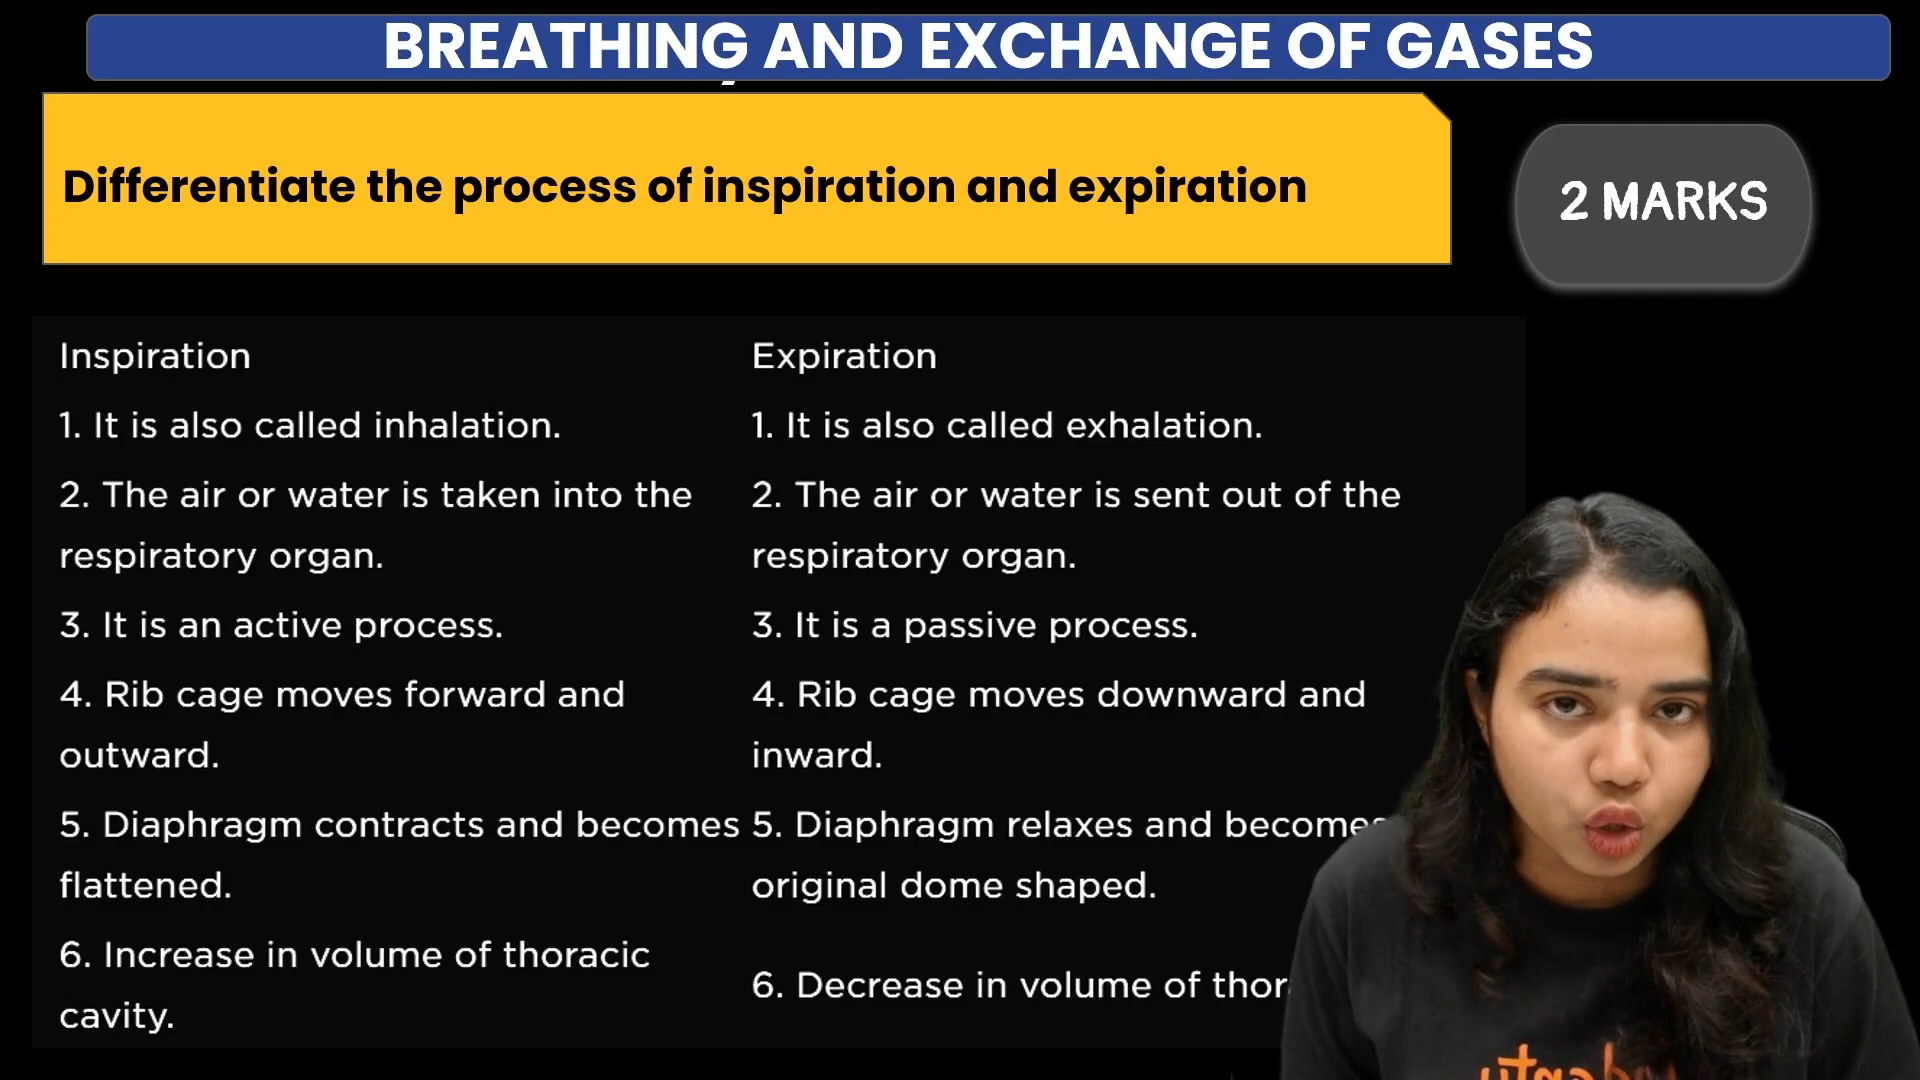 BREATHING AND EXCHANGE OF GASES
Differentiate the process of inspiration and expiration
2 MARKS
Inspiration
1. It is also called inhalation.
2. The air or water is taken into the
respiratory organ.
3. It is an active process.
4. Rib cage moves forward and
outward.
5. Diaphragm contracts and becomes
flattened.
6. Increase in volume of thoracic
cavity.
Expiration
1. It is also called exhalation.
2. The air or water is sent out of the
respiratory organ.
3. It is a passive process.
4. Rib cage moves downward and
inward.
5. Diaphragm relaxes and becomes
original dome shaped.
6. Decrease in volume of